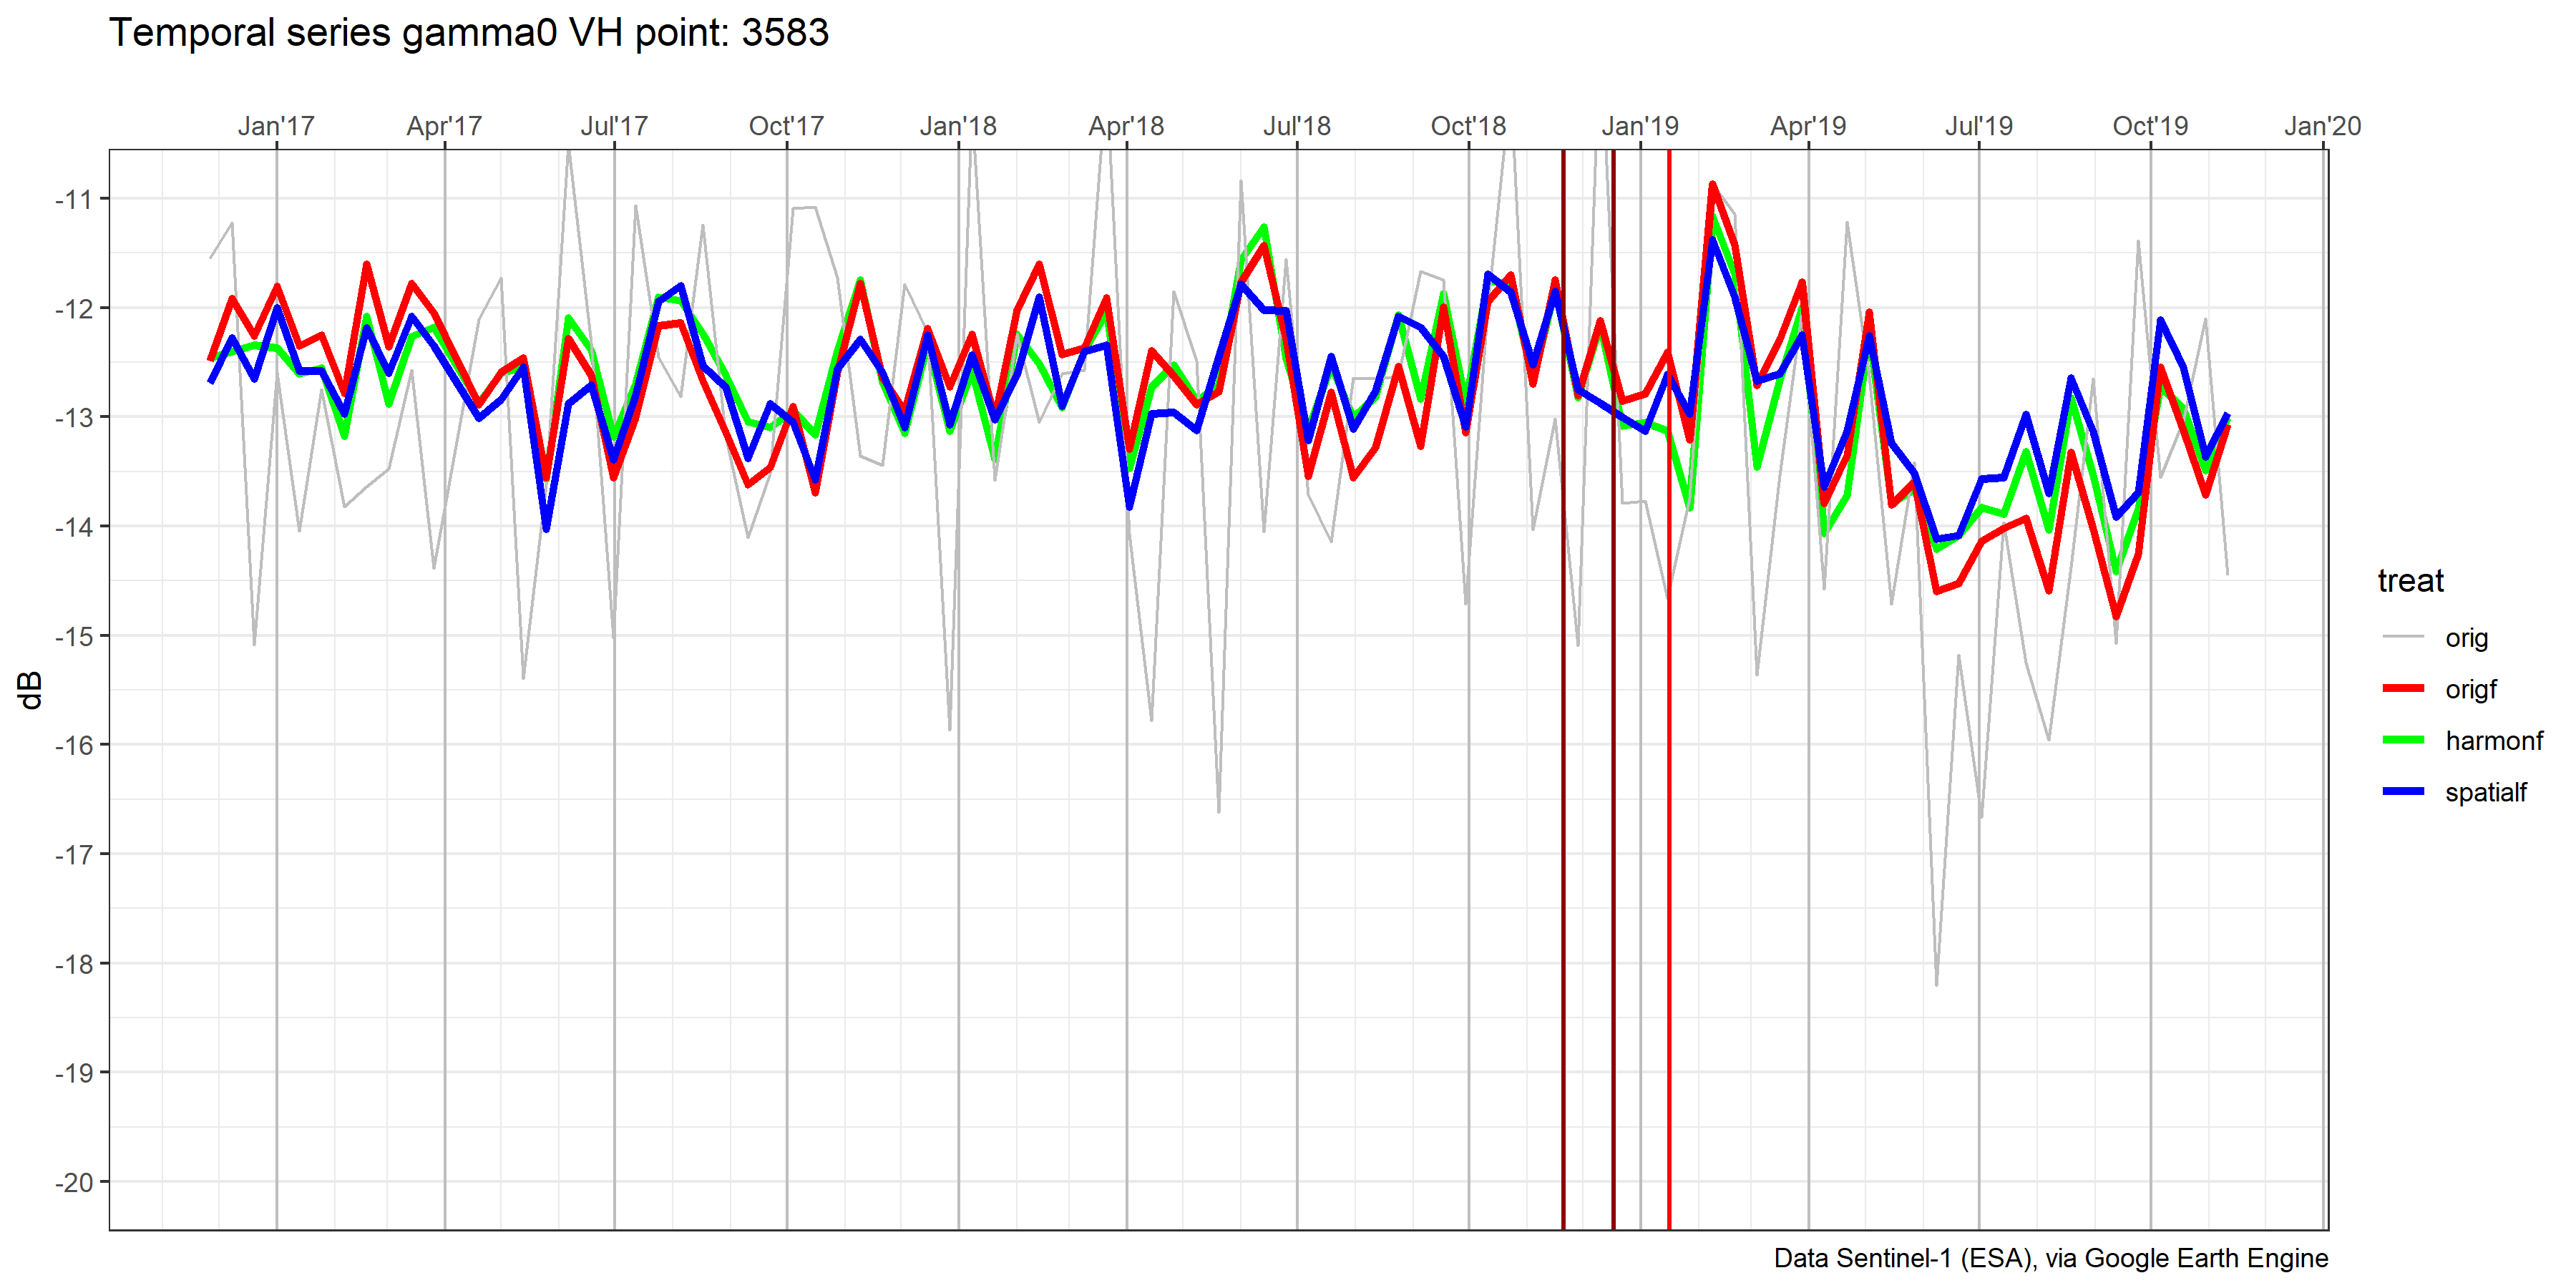 Temporal series gamma0 VH point: 3583
Jan'17 Apr'17 Jul'17 Oct'17 Jan'18 Apr'18 Jul'18 Oct'18 Jan'19 Apr'19 Jul'19 Oct'19 Jan'20
-11
-12
-13
-14
-15
-16
-17
-18
-19
-20
dB
treat
orig
origf
harmonf
spatialf
Data Sentinel-1 (ESA), via Google Earth Engine